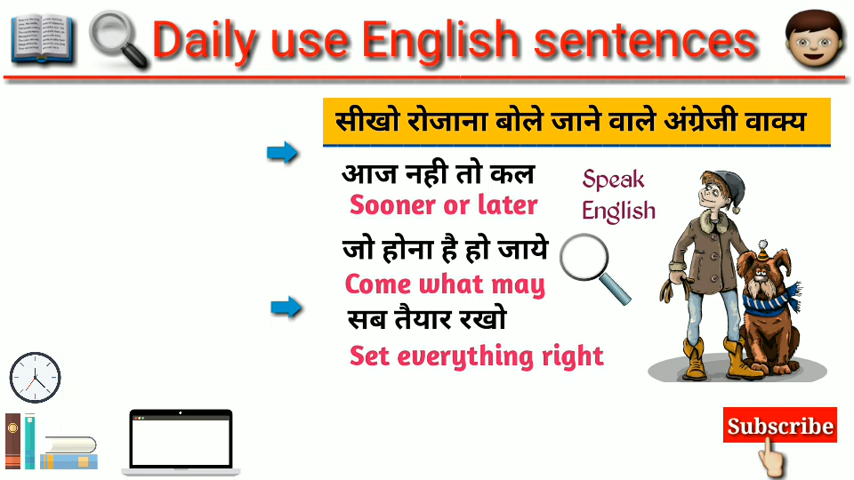 Daily use English sentences
सीखो रोजाना बोले जाने वाले अंग्रेजी वाक्य
आज नही तो कल
Sooner or later
Speak
English
जो होना है हो जाये
Come what may
सब तैयार रखो
Set everything right
Subscribe